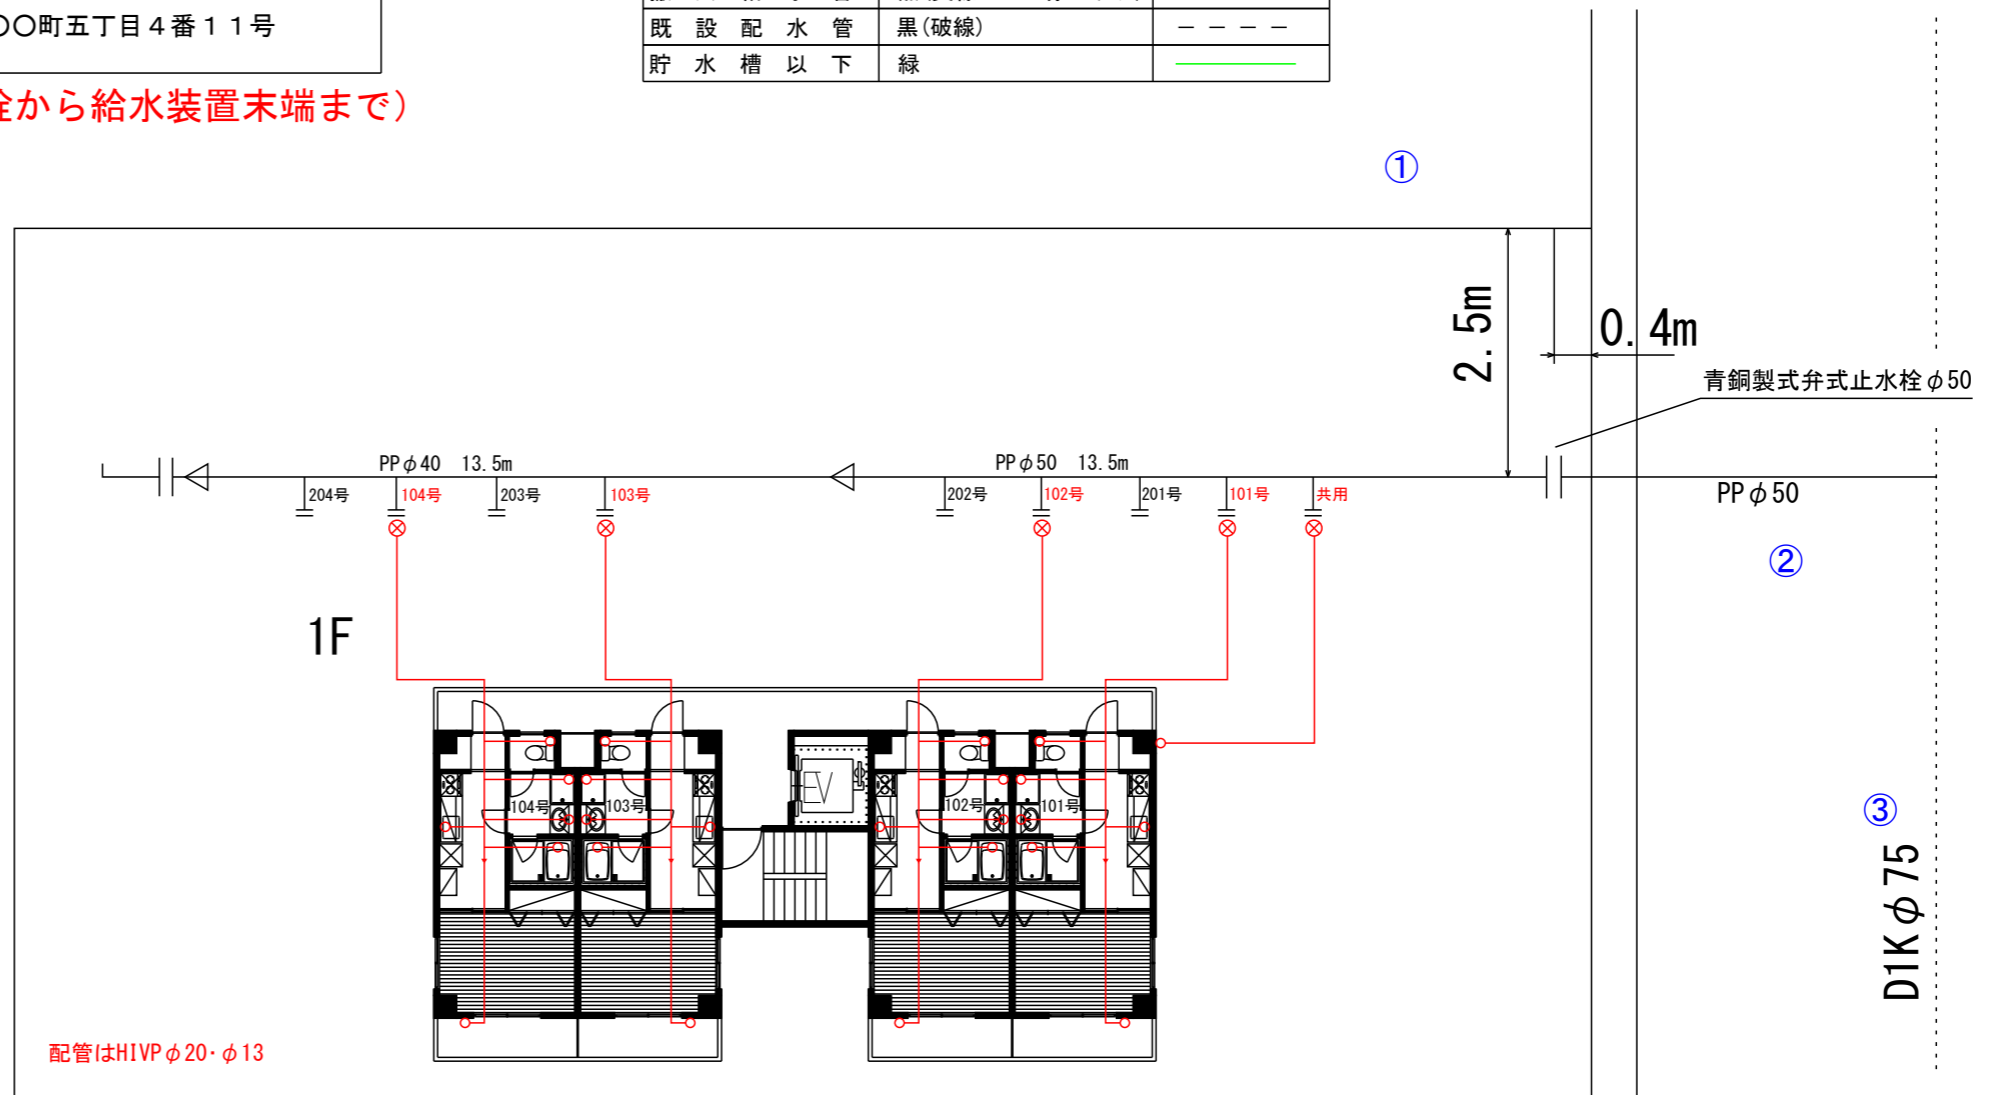 〇町五丁目４番１１号
既設配水管 黒(破線)
貯水槽以下 緑
から給水装置末端まで）
①
2.5m
0.4m
青銅製式弁式止水栓φ50
PPφ40 13.5m
PPφ50 13.5m
204号
104号
203号
103号
202号
102号
201号
101号
共用
PPφ50
②
1F
EV
104号
103号
102号
101号
③
D1Kφ75
配管はHIVPφ20・φ13